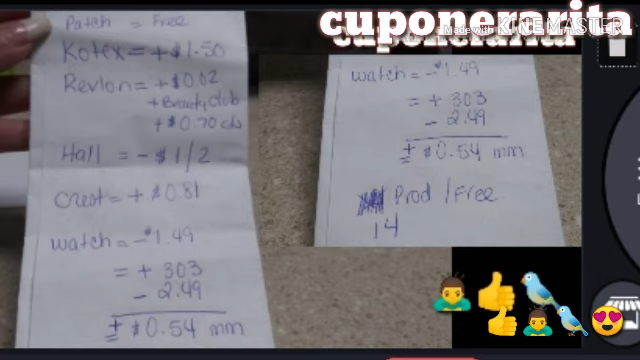 cuponerarita
Made with KINEMASTER
Patch = Free
Kotex = + $1.50
Revlon = + $0.02
+ Beauty club
+ $0.70 cb
Hall = - $1/2
Crest = + $0.81
watch = - $1.49
= + 303
- 2.49
± $0.54 mm
watch = - $1.49
= + 303
- 2.49
± $0.54 mm
Prod / Free
14